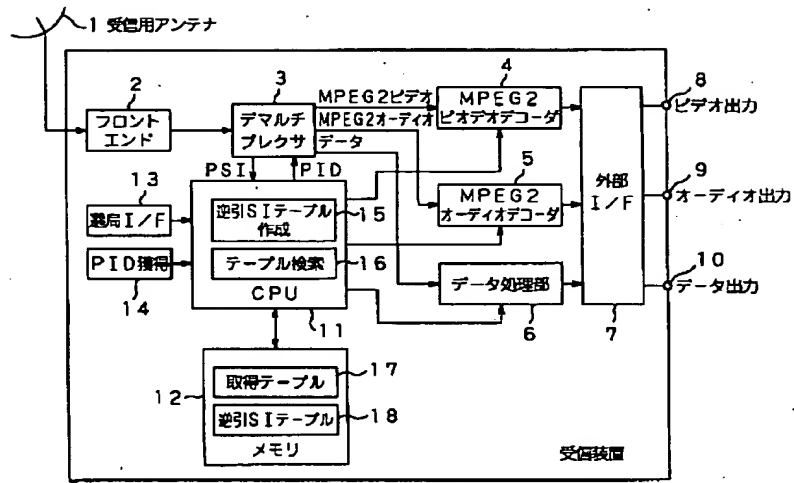 1 受信用アンテナ
2
フロント
エンド
3
デマルチ
プレクサ
MPEG2ビデオ
MPEG2オーディオ
データ
4
MPEG2
ビオデオデコーダ
8
ビデオ出力
PSI
PID
5
MPEG2
オーディオデコーダ
外部
I/F
9
オーディオ出力
13
選局I/F
逆引SIテーブル
作成
15
PID獲得
14
テーブル検索
16
CPU
11
データ処理部
6
7
10
データ出力
12
取得テーブル
17
逆引SIテーブル
18
メモリ
受信装置